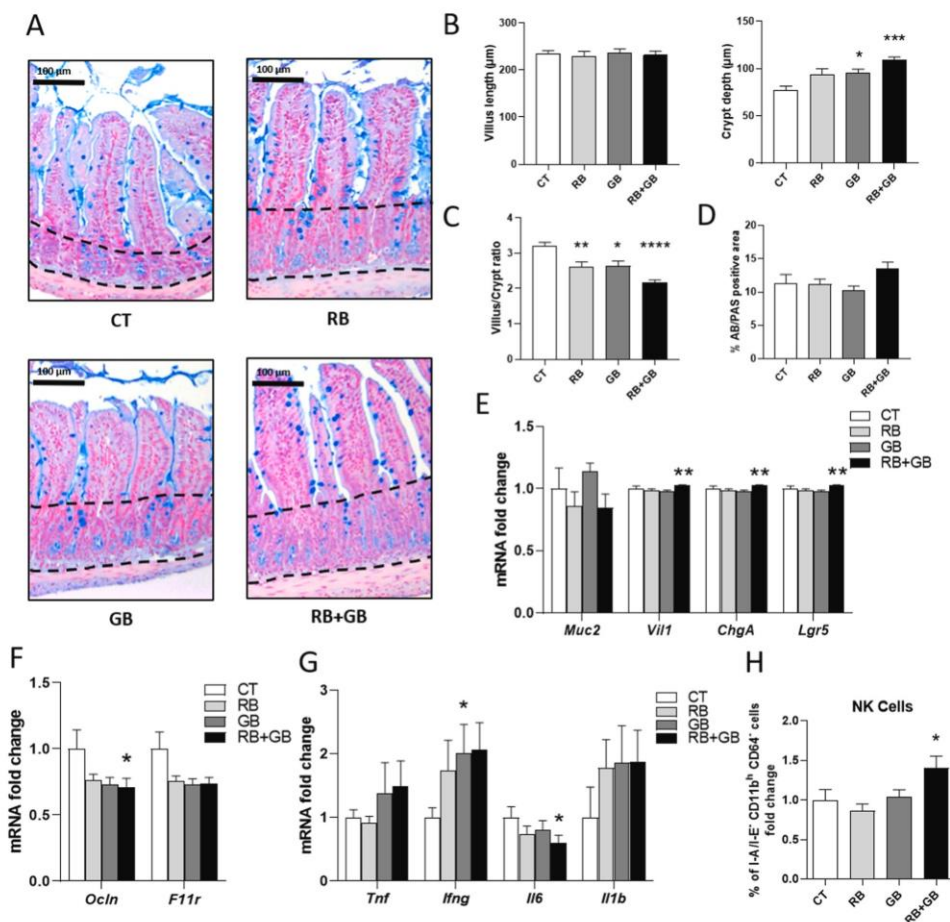 A
100 µm
CT
100 µm
RB
100 µm
GB
100 µm
RB+GB
B
Villus length (µm)
300
200
100
0
CT
RB
GB
RB+GB
Crypt depth (µm)
150
100
50
0
*
***
CT
RB
GB
RB+GB
C
Villus/Crypt ratio
4
3
2
1
0
**
*
****
CT
RB
GB
RB+GB
D
% AB/PAS positive area
20
15
10
5
0
CT
RB
GB
RB+GB
E
mRNA fold change
1.5
1.0
0.5
0.0
**
**
**
Muc2
Vil1
ChgA
Lgr5
CT
RB
GB
RB+GB
F
mRNA fold change
1.5
1.0
0.5
0.0
*
Ocln
F11r
CT
RB
GB
RB+GB
G
mRNA fold change
3
2
1
0
*
*
Tnf
Ifng
Il6
Il1b
CT
RB
GB
RB+GB
H
NK Cells
% of I-A/I-E⁻ CD11bʰⁱ CD64⁻ cells
fold change
2.0
1.5
1.0
0.5
0.0
*
CT
RB
GB
RB+GB